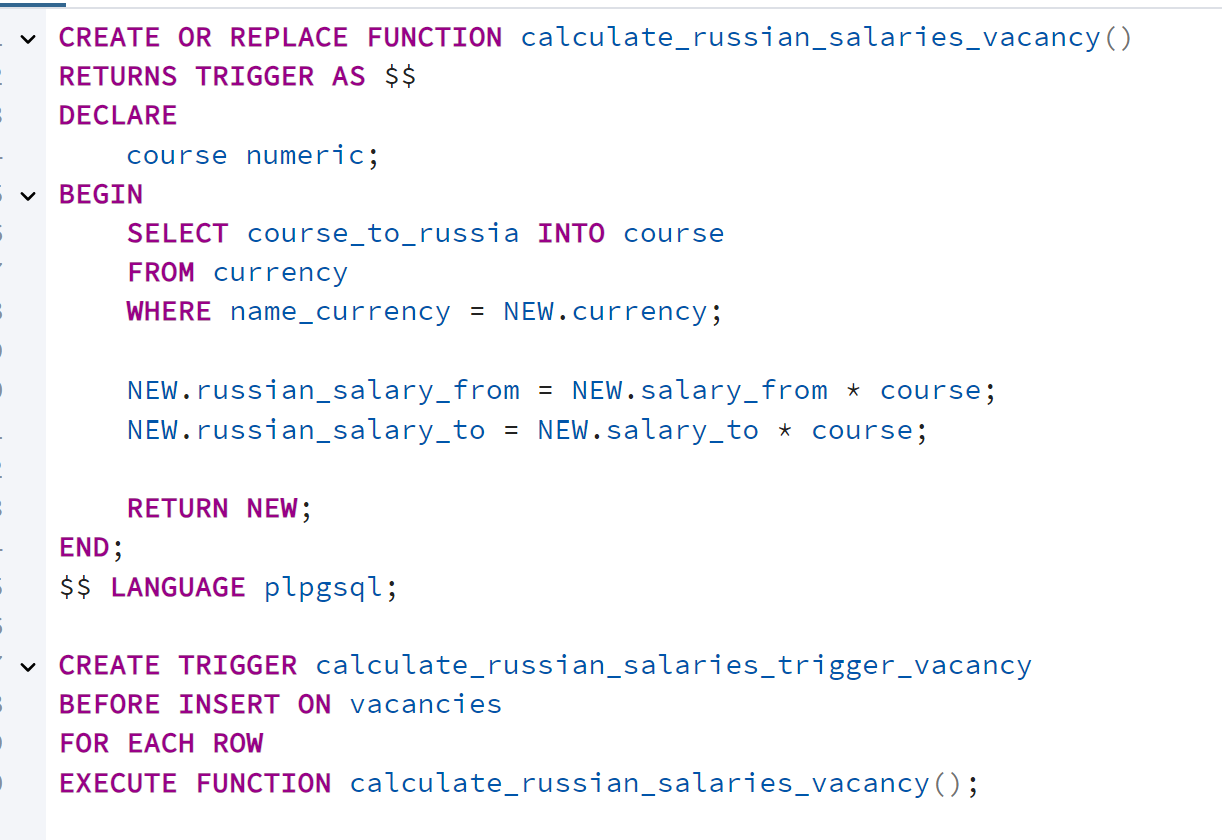 CREATE OR REPLACE FUNCTION calculate_russian_salaries_vacancy()
RETURNS TRIGGER AS $$
DECLARE
    course numeric;
BEGIN
    SELECT course_to_russia INTO course
    FROM currency
    WHERE name_currency = NEW.currency;

    NEW.russian_salary_from = NEW.salary_from * course;
    NEW.russian_salary_to = NEW.salary_to * course;

    RETURN NEW;
END;
$$ LANGUAGE plpgsql;

CREATE TRIGGER calculate_russian_salaries_trigger_vacancy
BEFORE INSERT ON vacancies
FOR EACH ROW
EXECUTE FUNCTION calculate_russian_salaries_vacancy();